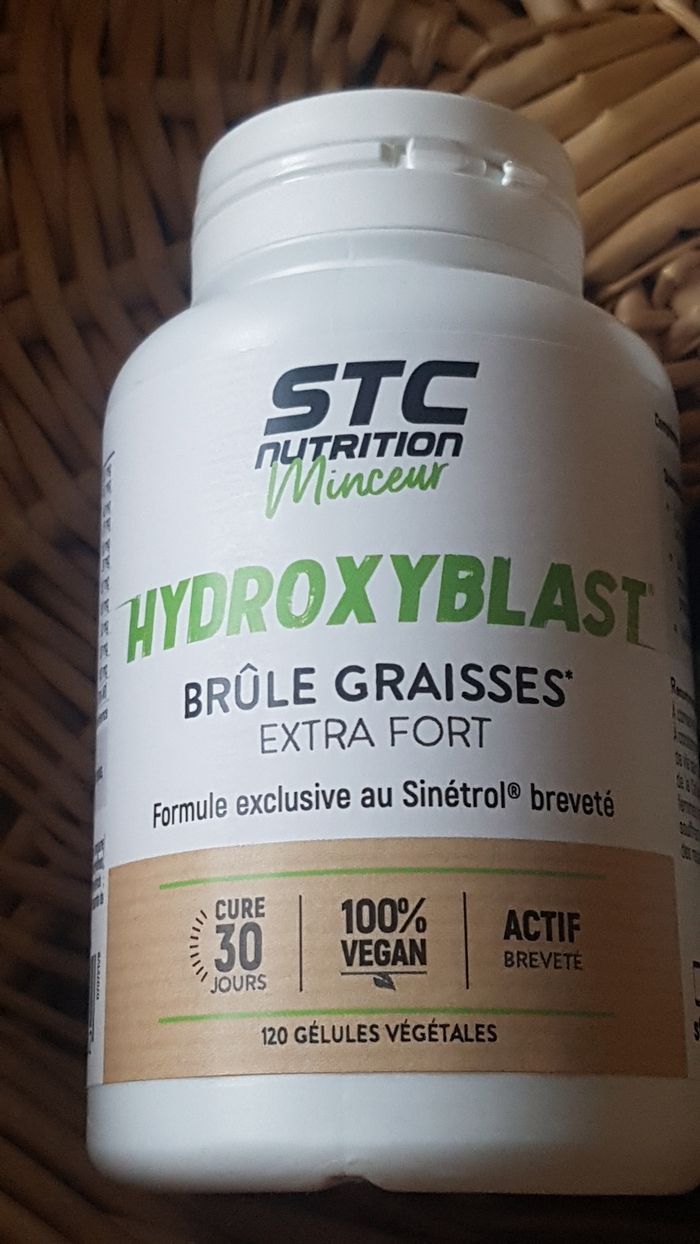 STC
NUTRITION
Minceur
HYDROXYBLAST®
BRÛLE GRAISSES*
EXTRA FORT
Formule exclusive au Sinétrol® breveté
CURE
30
JOURS
100%
VEGAN
ACTIF
BREVETÉ
120 GÉLULES VÉGÉTALES